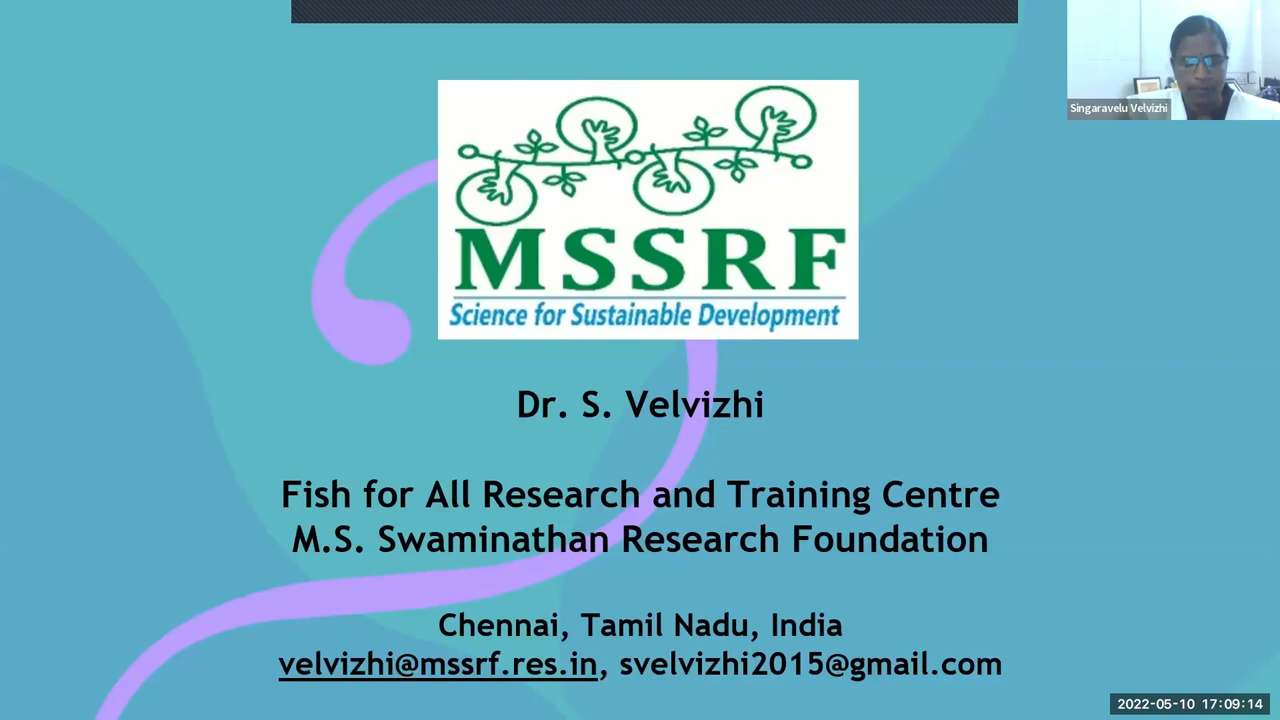 Singaravelu Velvizhi
MSSRF
Science for Sustainable Development
Dr. S. Velvizhi
Fish for All Research and Training Centre
M.S. Swaminathan Research Foundation
Chennai, Tamil Nadu, India
velvizhi@mssrf.res.in, svelvizhi2015@gmail.com
2022-05-10 17:09:14